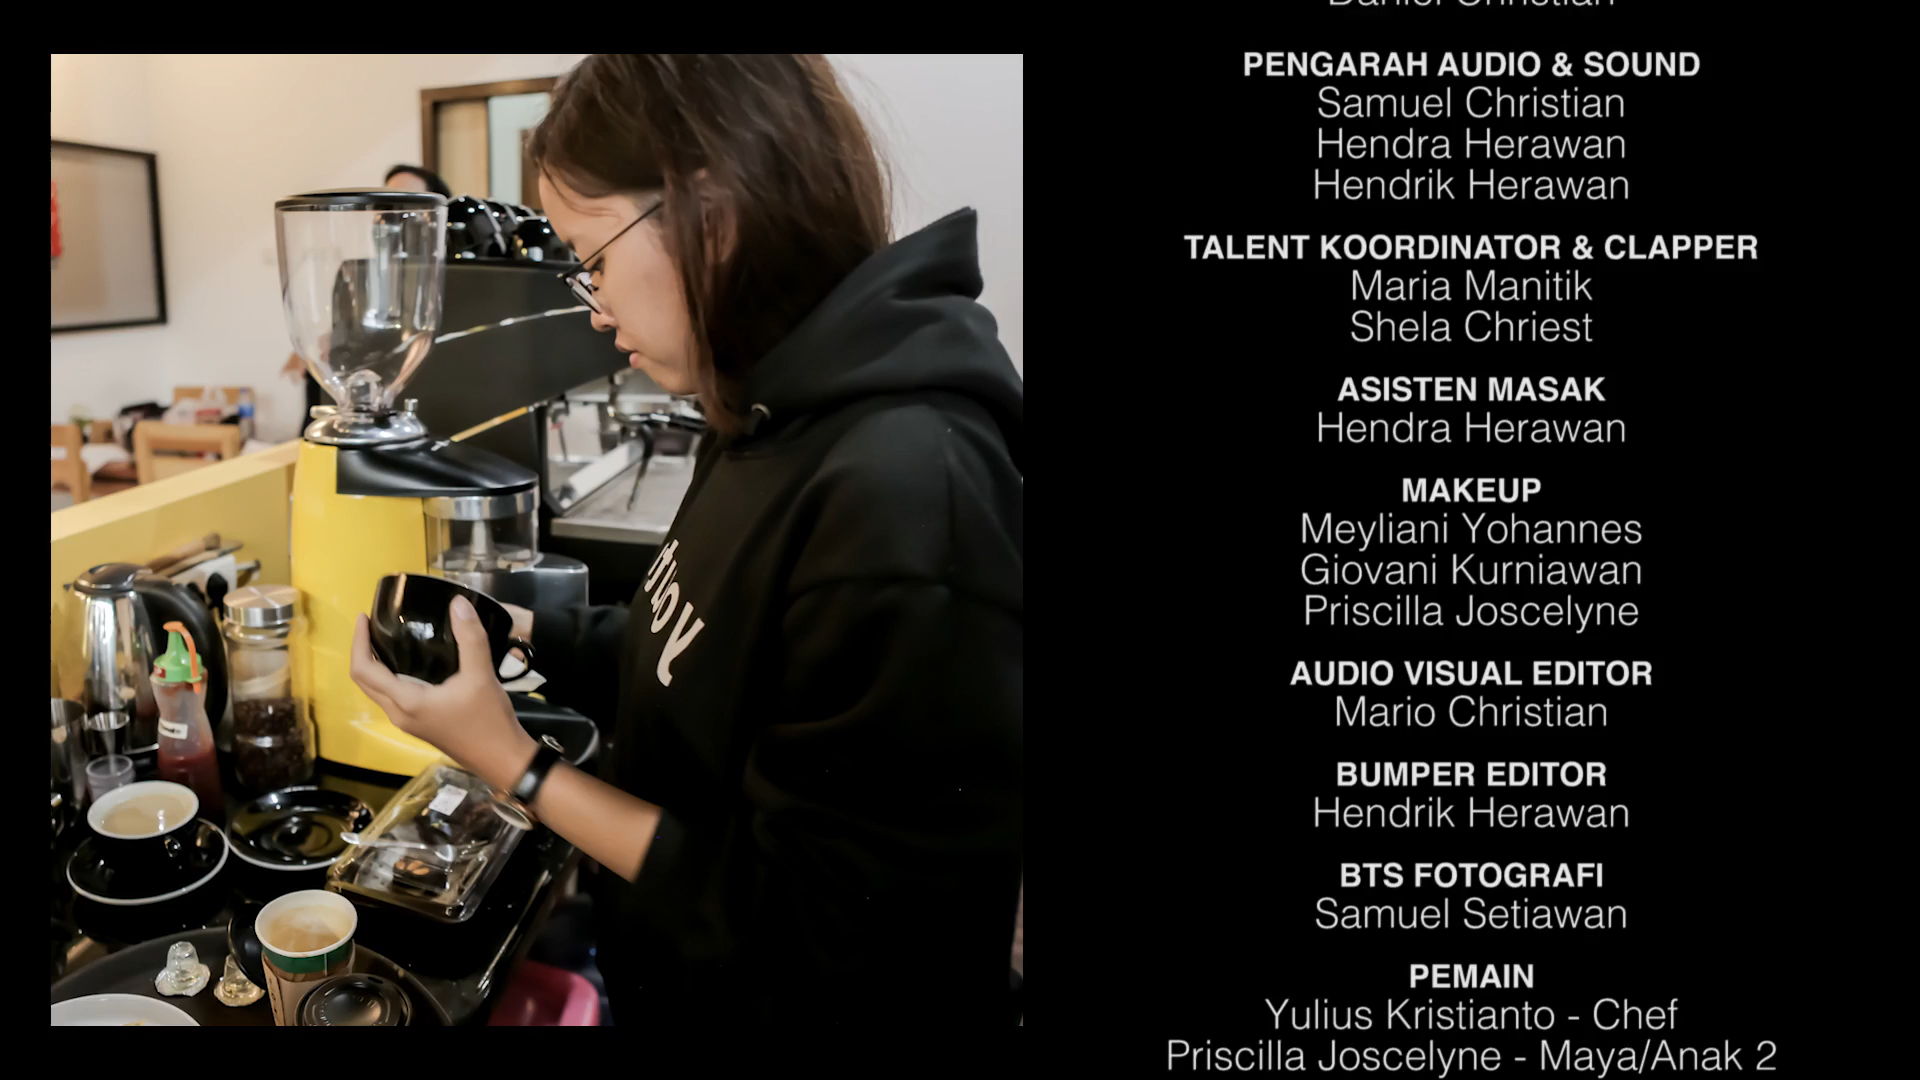 Daniel Christian
PENGARAH AUDIO & SOUND
Samuel Christian
Hendra Herawan
Hendrik Herawan
TALENT KOORDINATOR & CLAPPER
Maria Manitik
Shela Chriest
ASISTEN MASAK
Hendra Herawan
MAKEUP
Meyliani Yohannes
Giovani Kurniawan
Priscilla Joscelyne
AUDIO VISUAL EDITOR
Mario Christian
BUMPER EDITOR
Hendrik Herawan
BTS FOTOGRAFI
Samuel Setiawan
PEMAIN
Yulius Kristianto - Chef
Priscilla Joscelyne - Maya/Anak 2